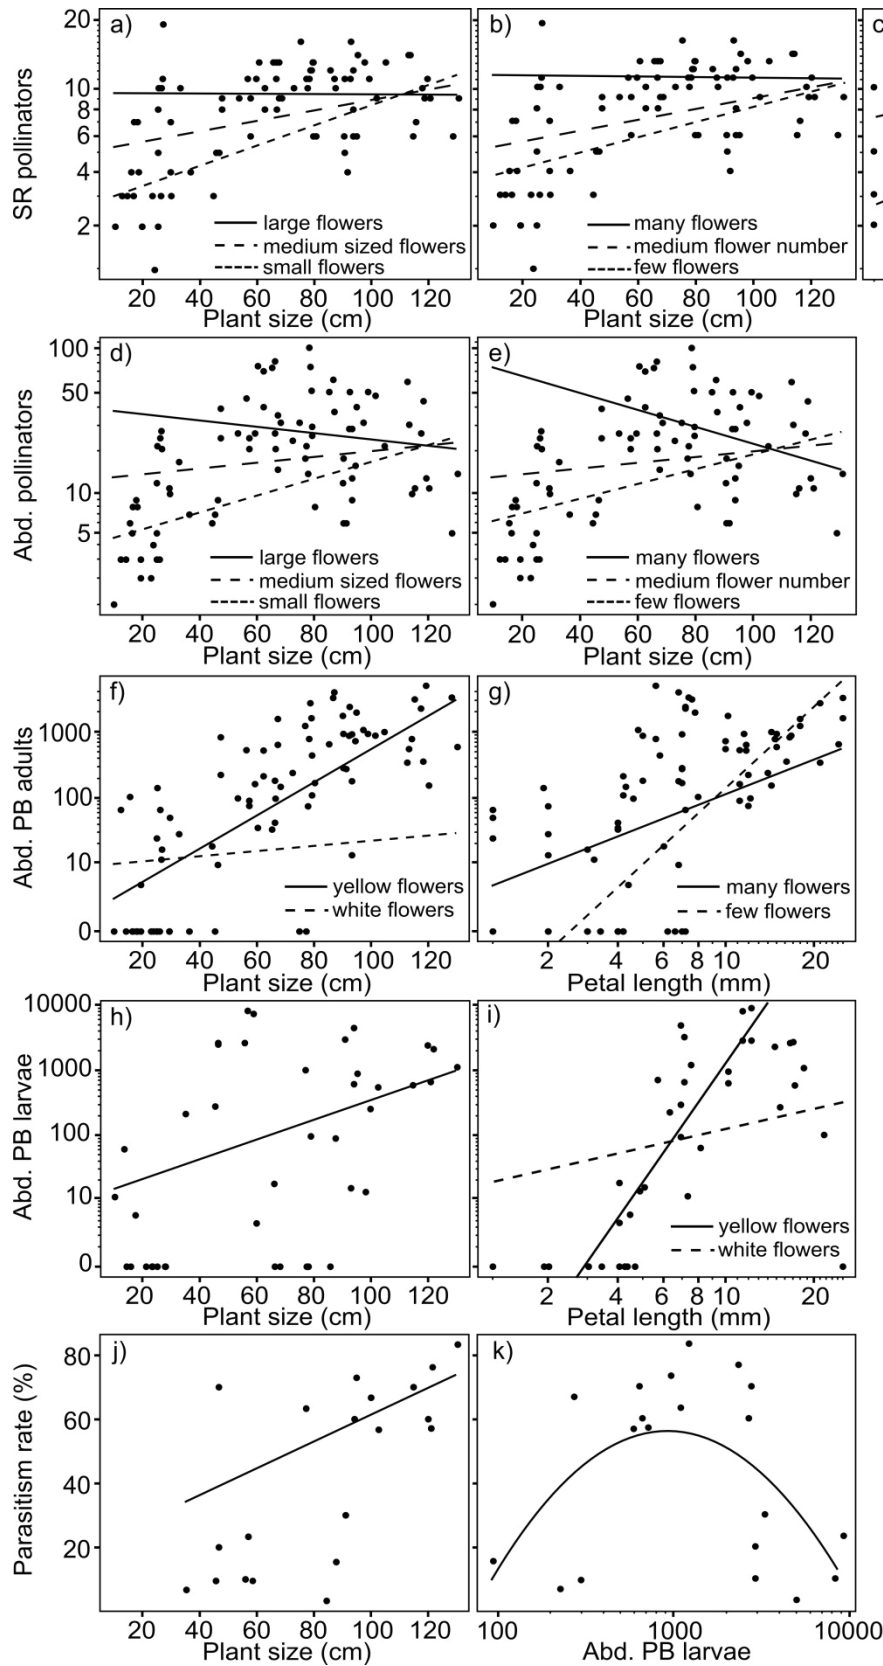 a)
SR pollinators
20
10
8
6
4
2
large flowers
medium sized flowers
small flowers
20 40 60 80 100 120
Plant size (cm)
b)
many flowers
medium flower number
few flowers
20 40 60 80 100 120
Plant size (cm)
c
d)
Abd. pollinators
100
50
10
5
large flowers
medium sized flowers
small flowers
20 40 60 80 100 120
Plant size (cm)
e)
many flowers
medium flower number
few flowers
20 40 60 80 100 120
Plant size (cm)
f)
Abd. PB adults
1000
100
10
0
yellow flowers
white flowers
20 40 60 80 100 120
Plant size (cm)
g)
many flowers
few flowers
2 4 6 8 10 20
Petal length (mm)
h)
Abd. PB larvae
10000
1000
100
10
0
20 40 60 80 100 120
Plant size (cm)
i)
yellow flowers
white flowers
2 4 6 8 10 20
Petal length (mm)
j)
Parasitism rate (%)
80
60
40
20
20 40 60 80 100 120
Plant size (cm)
k)
100 1000 10000
Abd. PB larvae